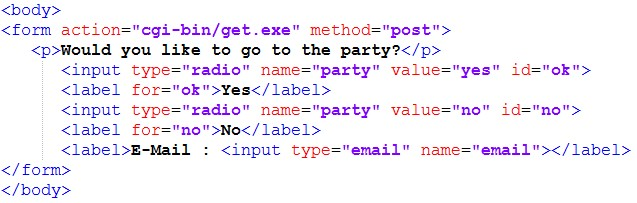 <body>
<form action="cgi-bin/get.exe" method="post">
<p>Would you like to go to the party?</p>
<input type="radio" name="party" value="yes" id="ok">
<label for="ok">Yes</label>
<input type="radio" name="party" value="no" id="no">
<label for="no">No</label>
<label>E-Mail : <input type="email" name="email"></label>
</form>
</body>